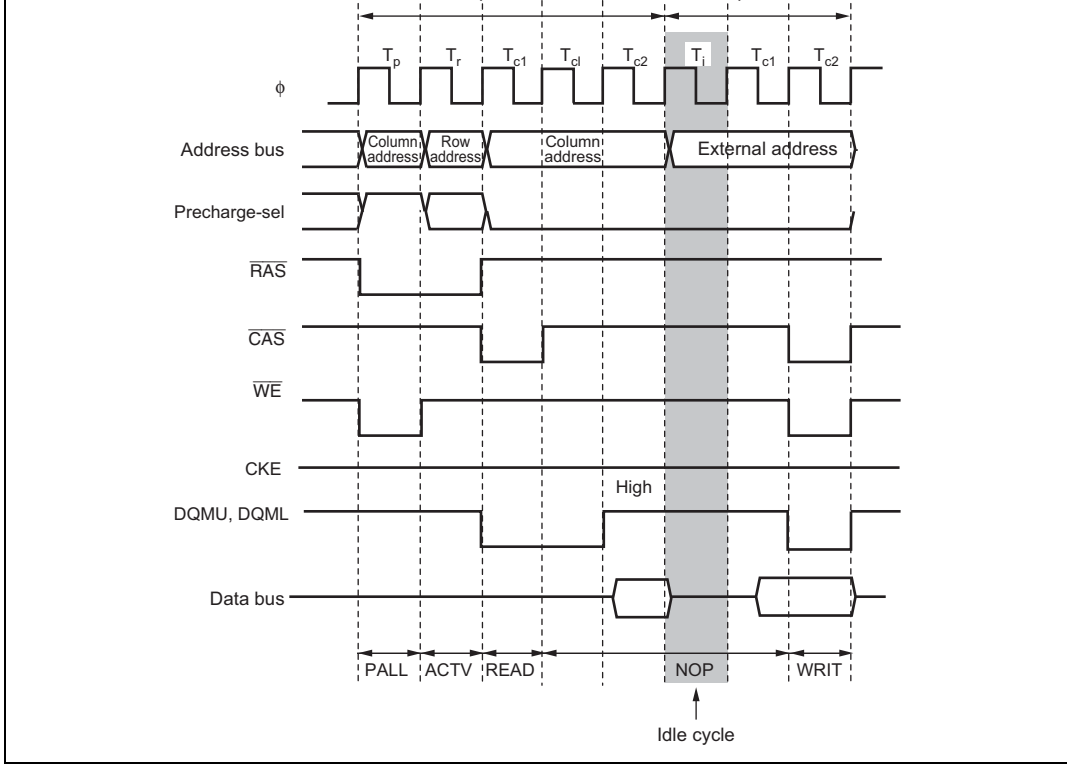 Tp Tr Tc1 Tcl Tc2 Ti Tc1 Tc2
ϕ
Address bus
Column address
Row address
Column address
External address
Precharge-sel
RAS
CAS
WE
CKE
High
DQMU, DQML
Data bus
PALL ACTV READ NOP WRIT
Idle cycle